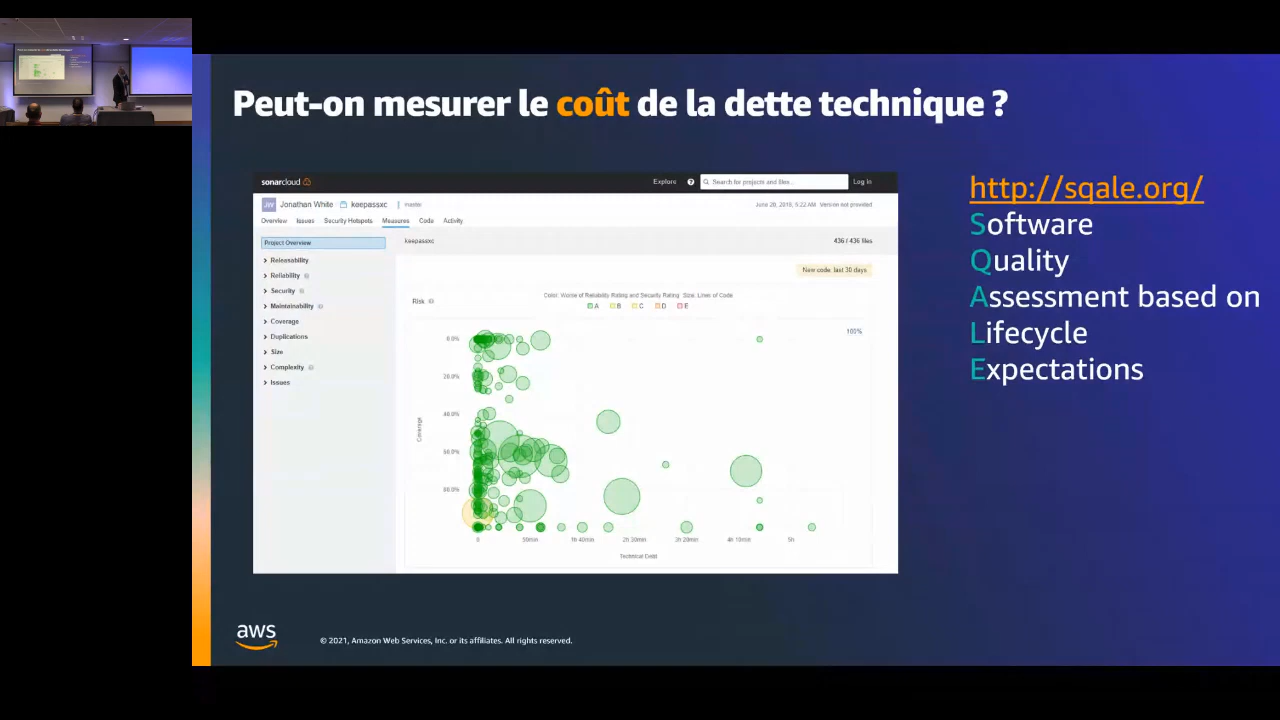 Peut-on mesurer le coût de la dette technique ?
sonarcloud
Explore
Search for projects and files...
Log in
JW Jonathan White keepassxc master
June 20, 2019, 5:22 AM Version not provided
Overview Issues Security Hotspots Measures Code Activity
Project Overview
Releasability
Reliability
Security
Maintainability
Coverage
Duplications
Size
Complexity
Issues
keepassxc
436 / 436 files
New code: last 30 days
Risk
Color: Worse of Reliability Rating and Security Rating Size: Lines of Code
A B C D E
100%
0.0%
20.0%
40.0%
60.0%
80.0%
Coverage
0 50min 1h 40min 2h 30min 3h 20min 4h 10min 5h
Technical Debt
http://sqale.org/
Software
Quality
Assessment based on
Lifecycle
Expectations
aws
© 2021, Amazon Web Services, Inc. or its affiliates. All rights reserved.